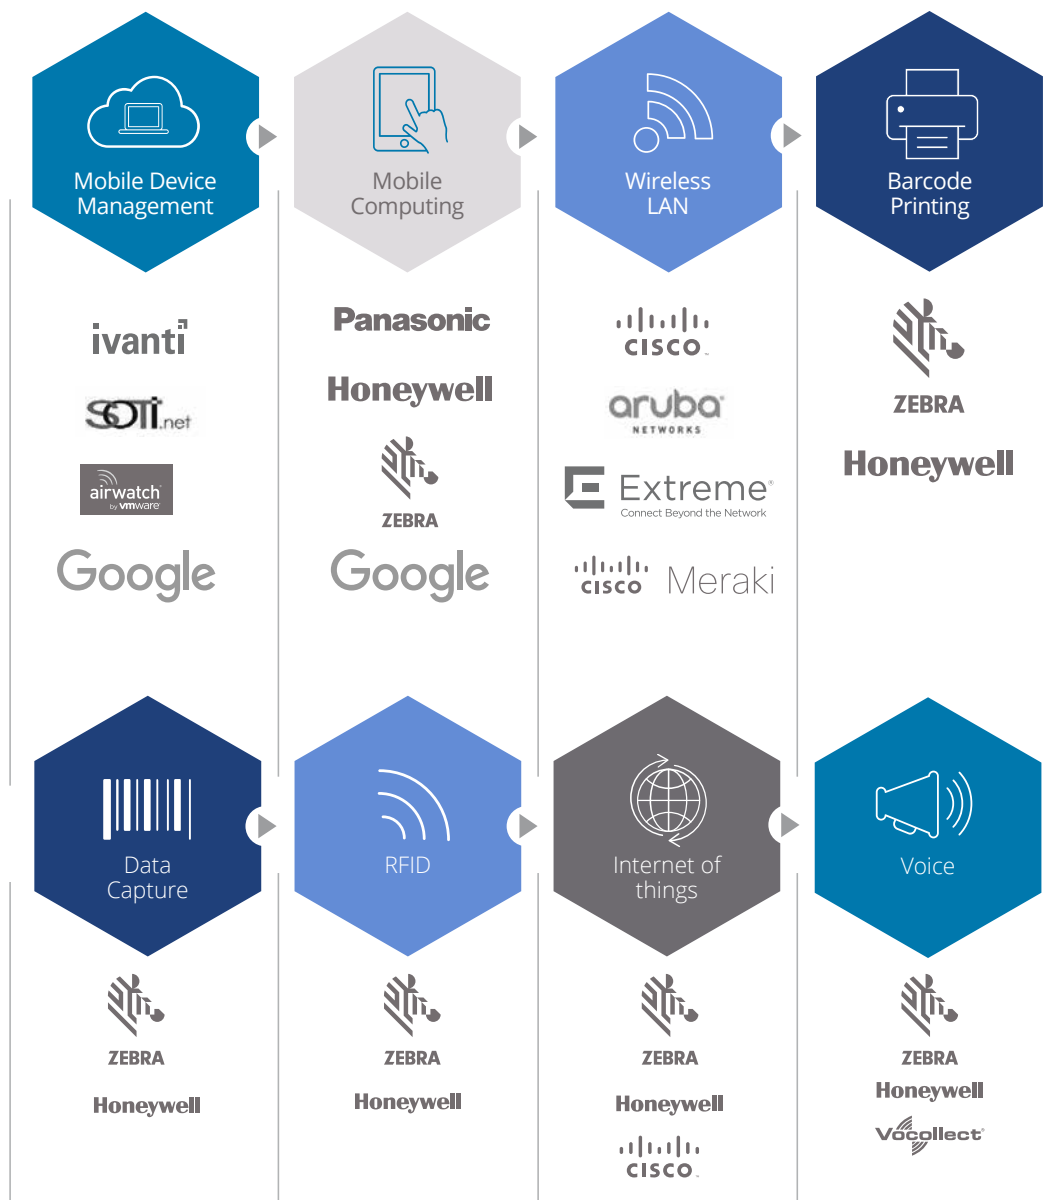 Mobile Device
Management
ivanti
SOTI.net
airwatch
by vmware
Google
Mobile
Computing
Panasonic
Honeywell
ZEBRA
Google
Wireless
LAN
CISCO
aruba
NETWORKS
Extreme®
Connect Beyond the Network
CISCO Meraki
Barcode
Printing
ZEBRA
Honeywell
Data
Capture
ZEBRA
Honeywell
RFID
ZEBRA
Honeywell
Internet of
things
ZEBRA
Honeywell
CISCO
Voice
ZEBRA
Honeywell
Vocollect®